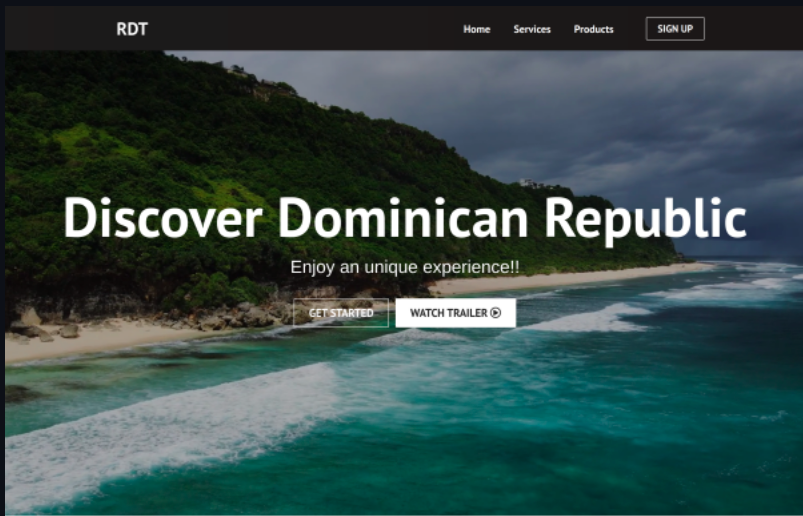 RDT
Home Services Products SIGN UP
Discover Dominican Republic
Enjoy an unique experience!!
GET STARTED WATCH TRAILER